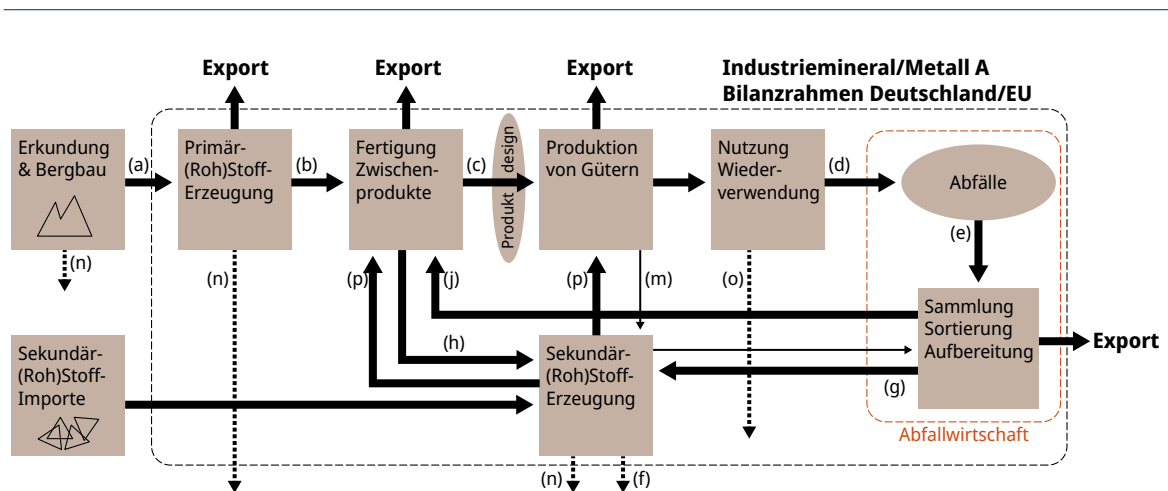 Export
Export
Export
Industriemineral/Metall A
Bilanzrahmen Deutschland/EU
Erkundung
& Bergbau
(a)
Primär-
(Roh)Stoff-
Erzeugung
(b)
Fertigung
Zwischen-
produkte
(c)
Produkt design
Produktion
von Gütern
Nutzung
Wieder-
verwendung
(d)
Abfälle
(e)
(n)
(n)
(p)
(j)
(p)
(m)
(o)
(h)
Sekundär-
(Roh)Stoff-
Importe
Sekundär-
(Roh)Stoff-
Erzeugung
(g)
Sammlung
Sortierung
Aufbereitung
Export
Abfallwirtschaft
(n)
(f)